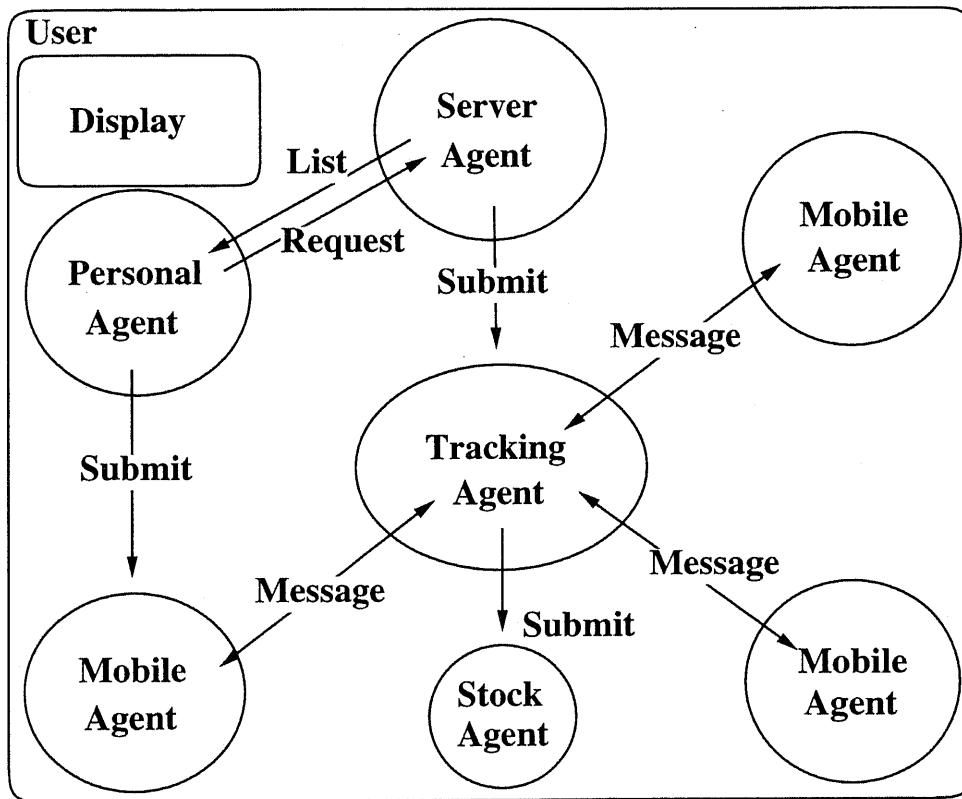 User
Display
Server
Agent
List
Request
Personal
Agent
Mobile
Agent
Submit
Message
Submit
Tracking
Agent
Message
Message
Submit
Mobile
Agent
Stock
Agent
Mobile
Agent